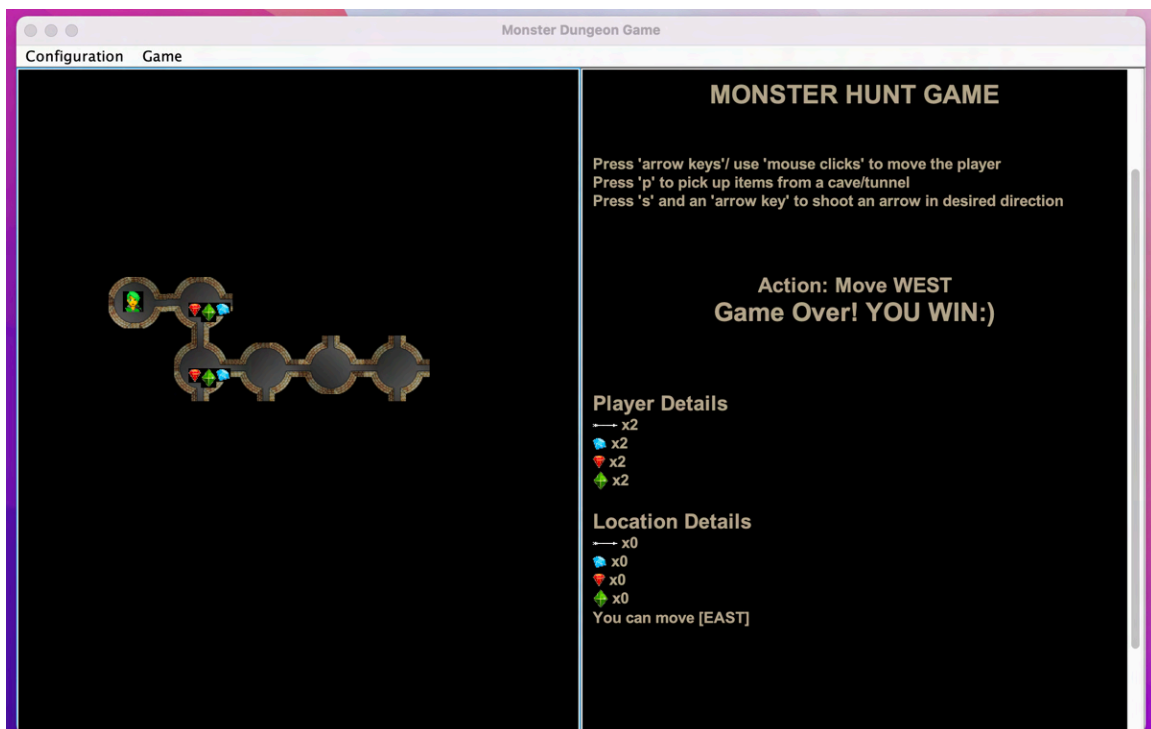 Monster Dungeon Game
Configuration Game
MONSTER HUNT GAME
Press 'arrow keys'/ use 'mouse clicks' to move the player
Press 'p' to pick up items from a cave/tunnel
Press 's' and an 'arrow key' to shoot an arrow in desired direction
Action: Move WEST
Game Over! YOU WIN:)
Player Details
x2
x2
x2
x2
Location Details
x0
x0
x0
x0
You can move [EAST]